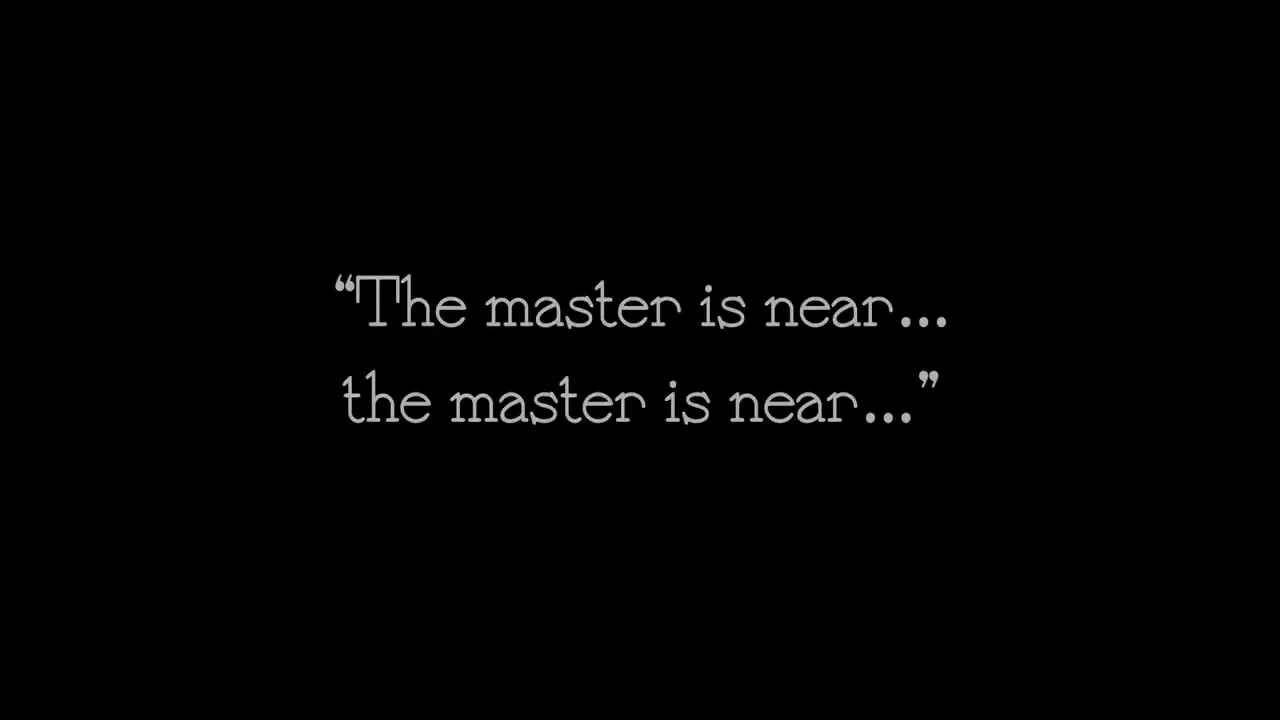 “The master is near...
the master is near...”